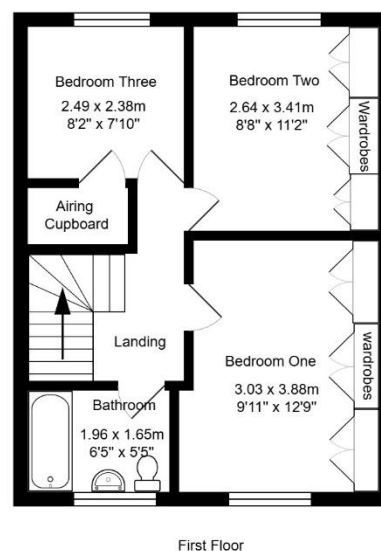 Bedroom Three
2.49 x 2.38m
8'2" x 7'10"
Bedroom Two
2.64 x 3.41m
8'8" x 11'2"
Wardrobes
Airing
Cupboard
Landing
Bedroom One
3.03 x 3.88m
9'11" x 12'9"
wardrobes
Bathroom
1.96 x 1.65m
6'5" x 5'5"
First Floor